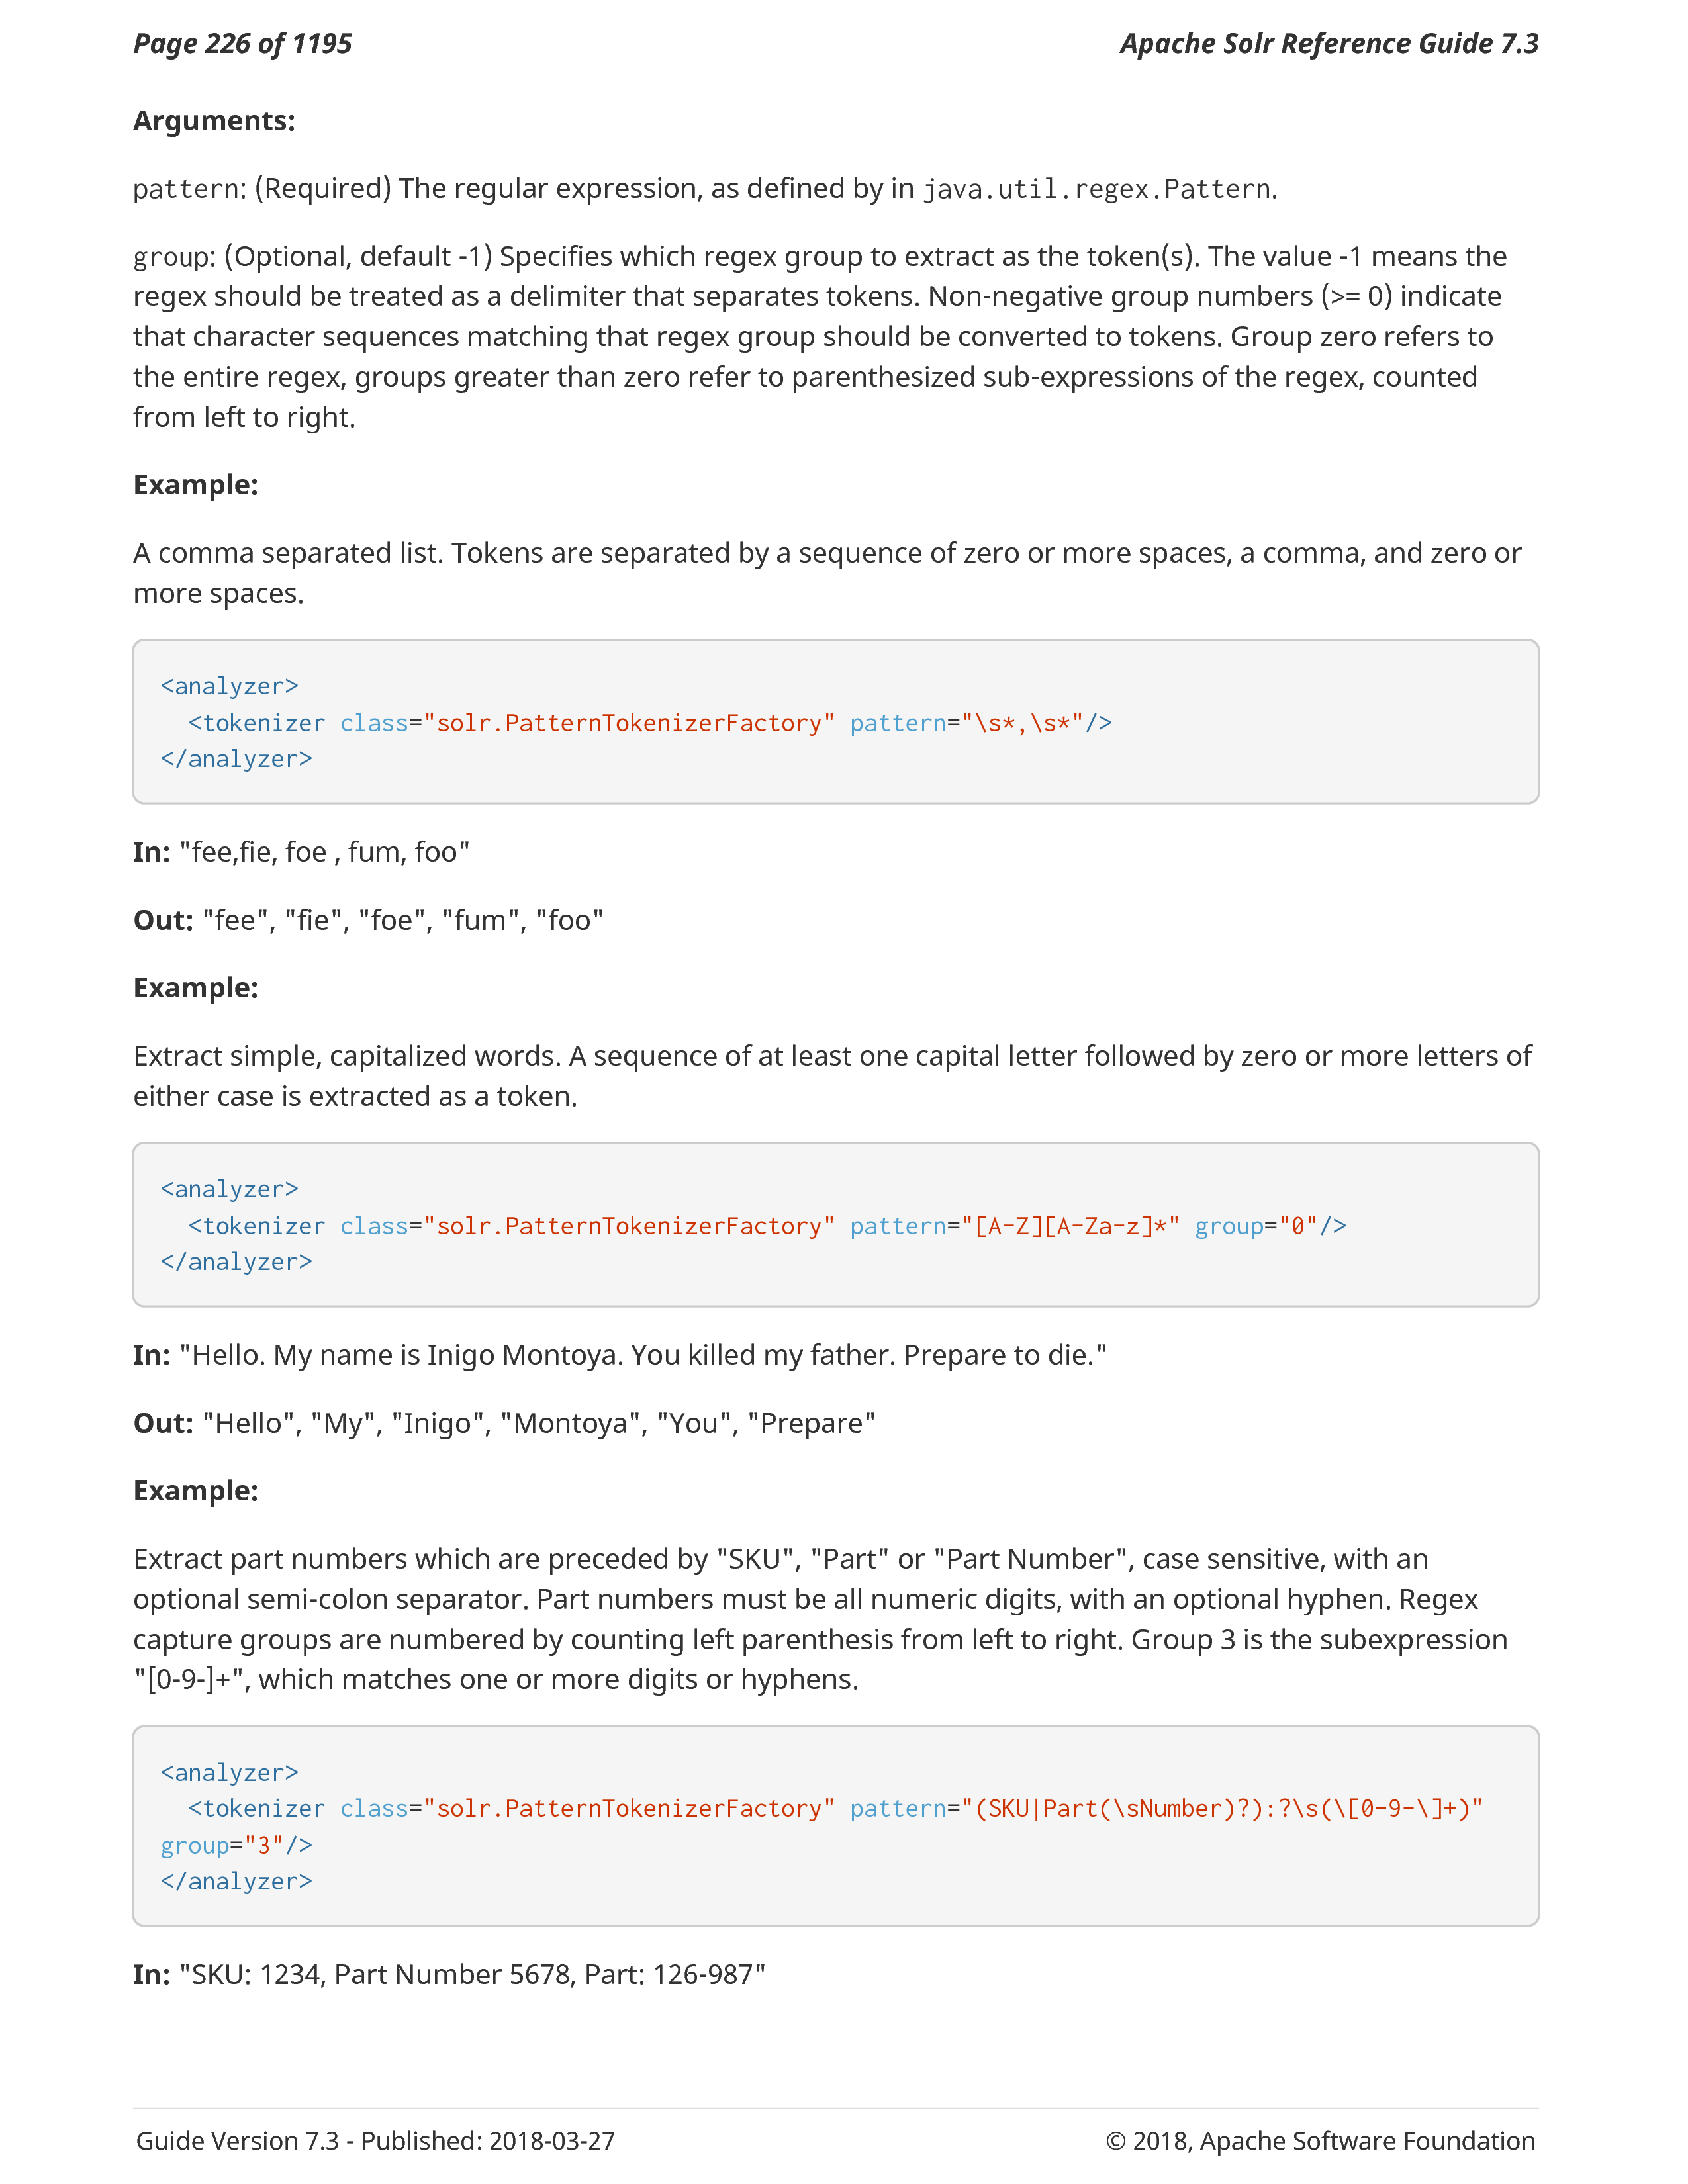 Page 226 of 1195
Apache Solr Reference Guide 7.3
Arguments:
pattern: (Required) The regular expression, as defined by in java.util.regex.Pattern.
group: (Optional, default -1) Specifies which regex group to extract as the token(s). The value -1 means the
regex should be treated as a delimiter that separates tokens. Non-negative group numbers (>= 0) indicate
that character sequences matching that regex group should be converted to tokens. Group zero refers to
the entire regex, groups greater than zero refer to parenthesized sub-expressions of the regex, counted
from left to right.
Example:
A comma separated list. Tokens are separated by a sequence of zero or more spaces, a comma, and zero or
more spaces.
<analyzer>
  <tokenizer class="solr.PatternTokenizerFactory" pattern="\s*,\s*"/>
</analyzer>
In: "fee,fie, foe , fum, foo"
Out: "fee", "fie", "foe", "fum", "foo"
Example:
Extract simple, capitalized words. A sequence of at least one capital letter followed by zero or more letters of
either case is extracted as a token.
<analyzer>
  <tokenizer class="solr.PatternTokenizerFactory" pattern="[A-Z][A-Za-z]*" group="0"/>
</analyzer>
In: "Hello. My name is Inigo Montoya. You killed my father. Prepare to die."
Out: "Hello", "My", "Inigo", "Montoya", "You", "Prepare"
Example:
Extract part numbers which are preceded by "SKU", "Part" or "Part Number", case sensitive, with an
optional semi-colon separator. Part numbers must be all numeric digits, with an optional hyphen. Regex
capture groups are numbered by counting left parenthesis from left to right. Group 3 is the subexpression
"[0-9-]+", which matches one or more digits or hyphens.
<analyzer>
  <tokenizer class="solr.PatternTokenizerFactory" pattern="(SKU|Part(\sNumber)?):?\s(\[0-9-\]+)"
group="3"/>
</analyzer>
In: "SKU: 1234, Part Number 5678, Part: 126-987"
Guide Version 7.3 - Published: 2018-03-27
© 2018, Apache Software Foundation